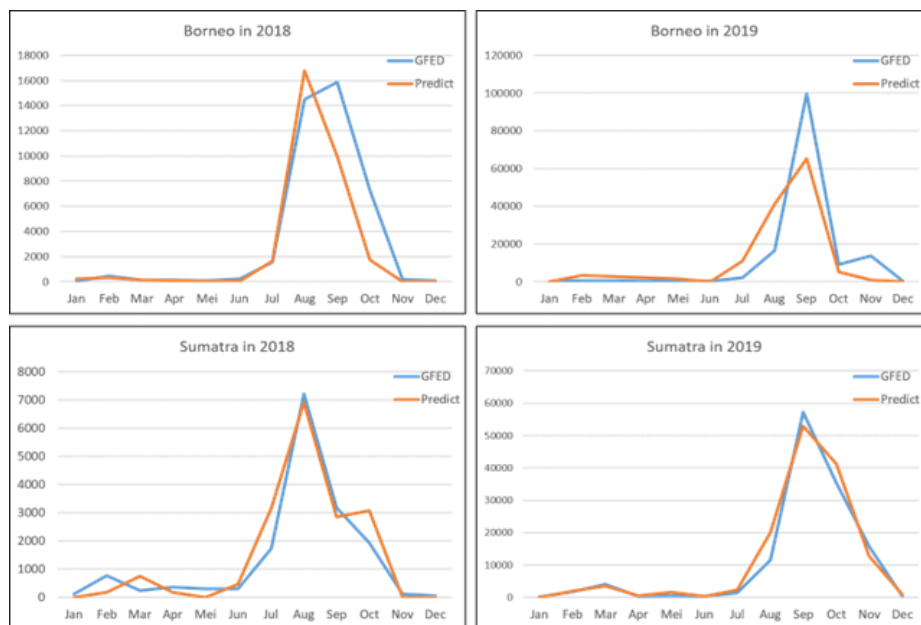 Borneo in 2018
GFED
Predict
18000
16000
14000
12000
10000
8000
6000
4000
2000
0
Jan Feb Mar Apr Mei Jun Jul Aug Sep Oct Nov Dec
Borneo in 2019
GFED
Predict
120000
100000
80000
60000
40000
20000
0
Jan Feb Mar Apr Mei Jun Jul Aug Sep Oct Nov Dec
Sumatra in 2018
GFED
Predict
8000
7000
6000
5000
4000
3000
2000
1000
0
Jan Feb Mar Apr Mei Jun Jul Aug Sep Oct Nov Dec
Sumatra in 2019
GFED
Predict
70000
60000
50000
40000
30000
20000
10000
0
Jan Feb Mar Apr Mei Jun Jul Aug Sep Oct Nov Dec